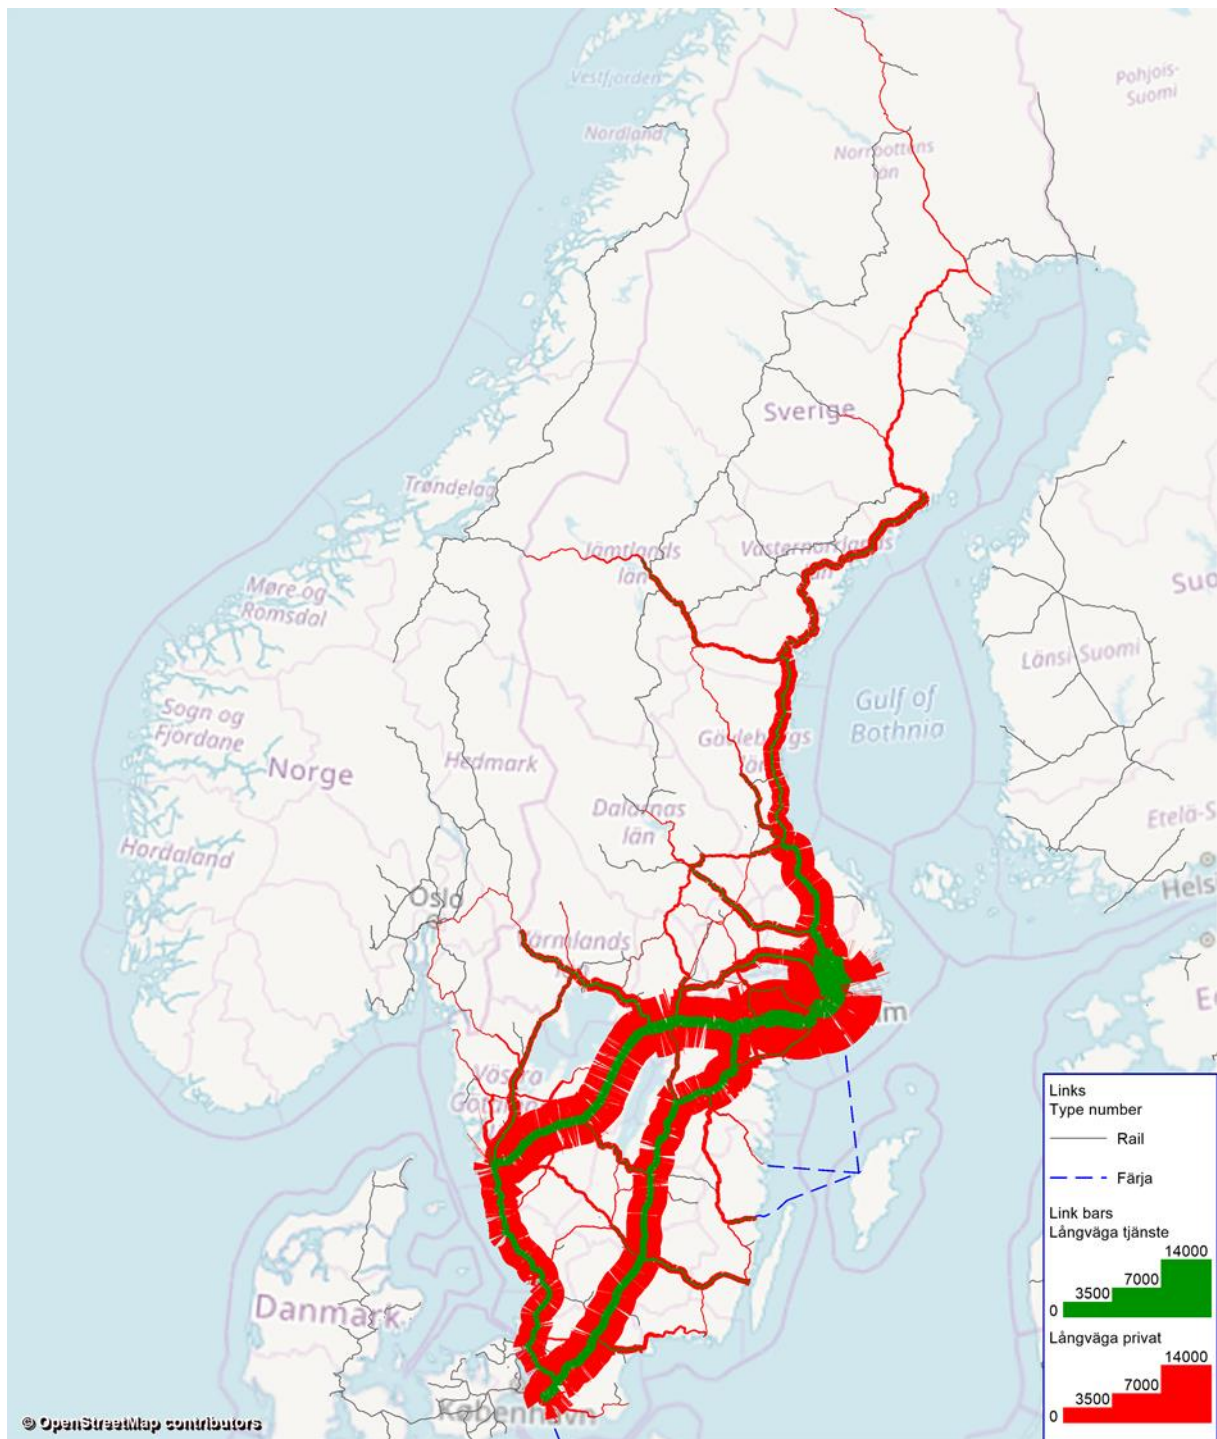 Vestfjorden
Pohjois-
Suomi
Nordland
Norrbottens
län
Sverige
Trøndelag
Jämtlands
län
Västernorrlands
län
Møre og
Romsdal
Suo
Länsi-Suomi
Sogn og
Fjordane
Gulf of
Bothnia
Gävleborgs
län
Norge
Hedmark
Dalarnas
län
Etelä-S
Hordaland
Oslo
Hels
Värmlands
m
Västra
Götaland
Danmark
København
Links
Type number
Rail
Färja
Link bars
Långväga tjänste
14000
7000
3500
0
Långväga privat
14000
7000
3500
0
© OpenStreetMap contributors